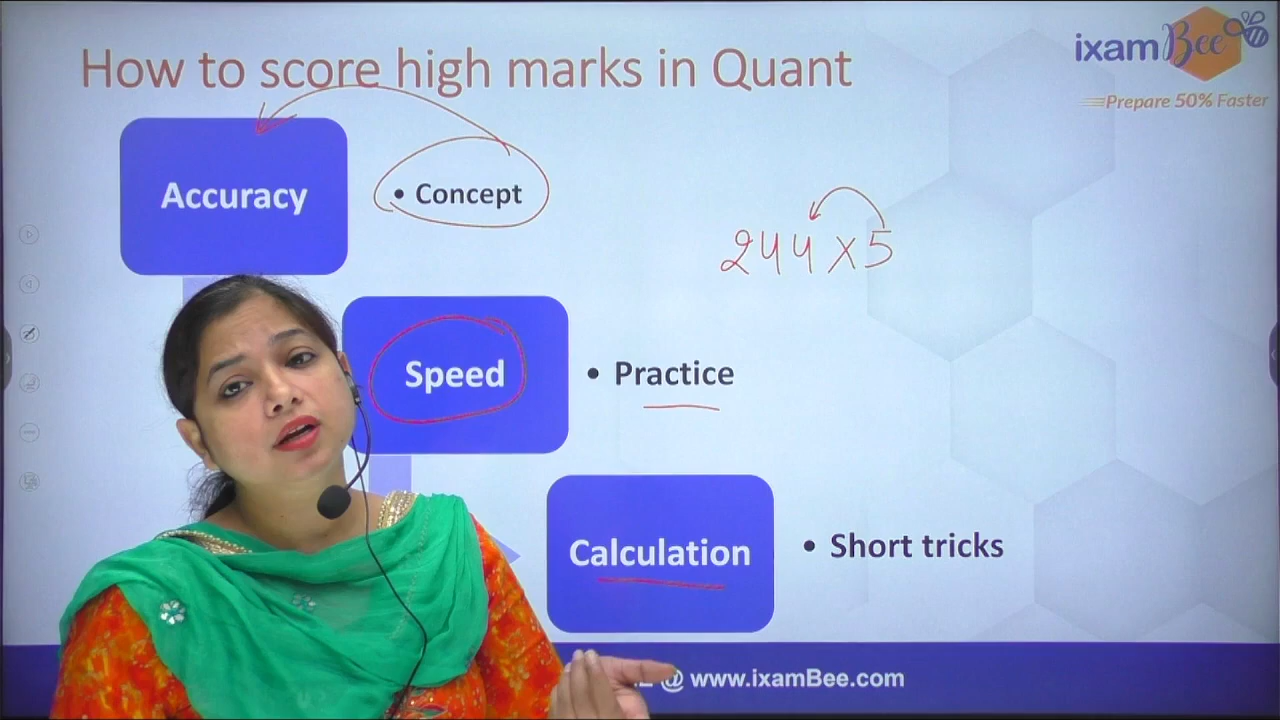 How to score high marks in Quant
ixamBee
Prepare 50% Faster
Accuracy
• Concept
244 x 5
Speed
• Practice
Calculation
• Short tricks
@ www.ixamBee.com